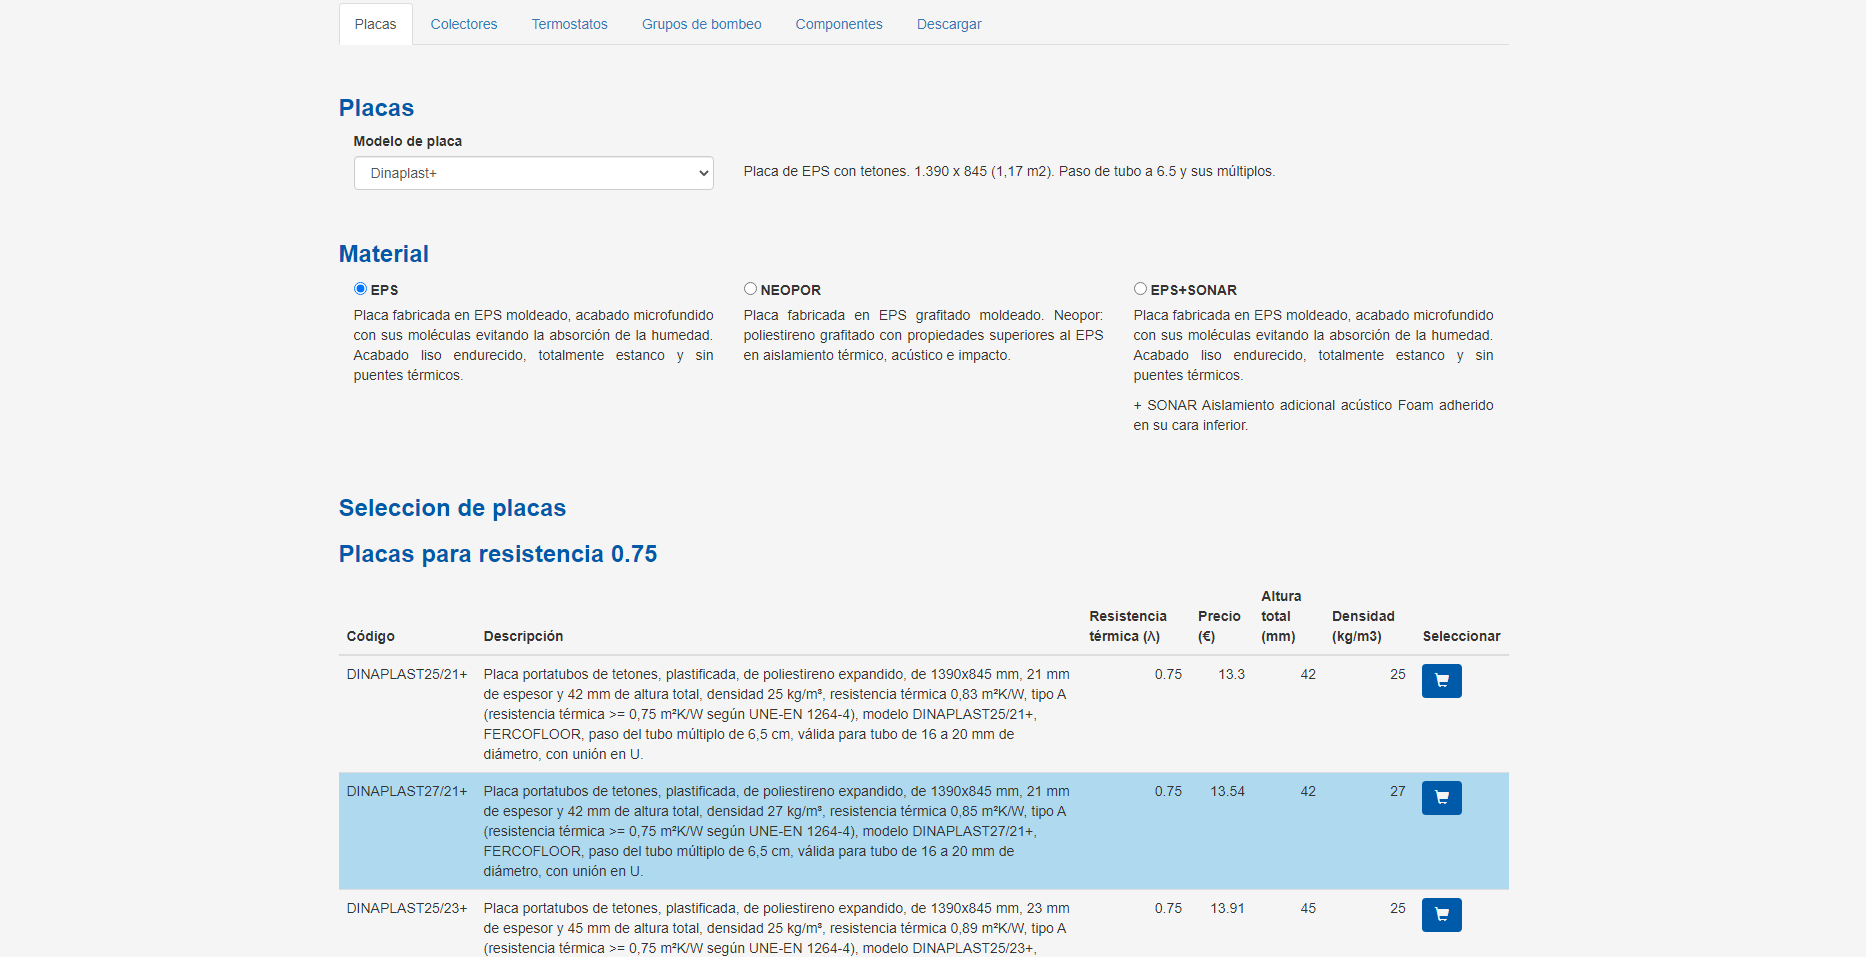 Placas Colectores Termostatos Grupos de bombeo Componentes Descargar
Placas
Modelo de placa
Dinaplast+
Placa de EPS con tetones. 1.390 x 845 (1,17 m2). Paso de tubo a 6.5 y sus múltiplos.
Material
EPS
Placa fabricada en EPS moldeado, acabado microfundido
con sus moléculas evitando la absorción de la humedad.
Acabado liso endurecido, totalmente estanco y sin
puentes térmicos.
NEOPOR
Placa fabricada en EPS grafitado moldeado. Neopor:
poliestireno grafitado con propiedades superiores al EPS
en aislamiento térmico, acústico e impacto.
EPS+SONAR
Placa fabricada en EPS moldeado, acabado microfundido
con sus moléculas evitando la absorción de la humedad.
Acabado liso endurecido, totalmente estanco y sin
puentes térmicos.
+ SONAR Aislamiento adicional acústico Foam adherido
en su cara inferior.
Seleccion de placas
Placas para resistencia 0.75
Código
Descripción
Resistencia
térmica (Λ)
Precio
(€)
Altura
total
(mm)
Densidad
(kg/m3)
Seleccionar
DINAPLAST25/21+
Placa portatubos de tetones, plastificada, de poliestireno expandido, de 1390x845 mm, 21 mm
de espesor y 42 mm de altura total, densidad 25 kg/m³, resistencia térmica 0,83 m²K/W, tipo A
(resistencia térmica >= 0,75 m²K/W según UNE-EN 1264-4), modelo DINAPLAST25/21+,
FERCOFLOOR, paso del tubo múltiplo de 6,5 cm, válida para tubo de 16 a 20 mm de
diámetro, con unión en U.
0.75 13.3 42 25
DINAPLAST27/21+
Placa portatubos de tetones, plastificada, de poliestireno expandido, de 1390x845 mm, 21 mm
de espesor y 42 mm de altura total, densidad 27 kg/m³, resistencia térmica 0,85 m²K/W, tipo A
(resistencia térmica >= 0,75 m²K/W según UNE-EN 1264-4), modelo DINAPLAST27/21+,
FERCOFLOOR, paso del tubo múltiplo de 6,5 cm, válida para tubo de 16 a 20 mm de
diámetro, con unión en U.
0.75 13.54 42 27
DINAPLAST25/23+
Placa portatubos de tetones, plastificada, de poliestireno expandido, de 1390x845 mm, 23 mm
de espesor y 45 mm de altura total, densidad 25 kg/m³, resistencia térmica 0,89 m²K/W, tipo A
(resistencia térmica >= 0,75 m²K/W según UNE-EN 1264-4), modelo DINAPLAST25/23+,
0.75 13.91 45 25